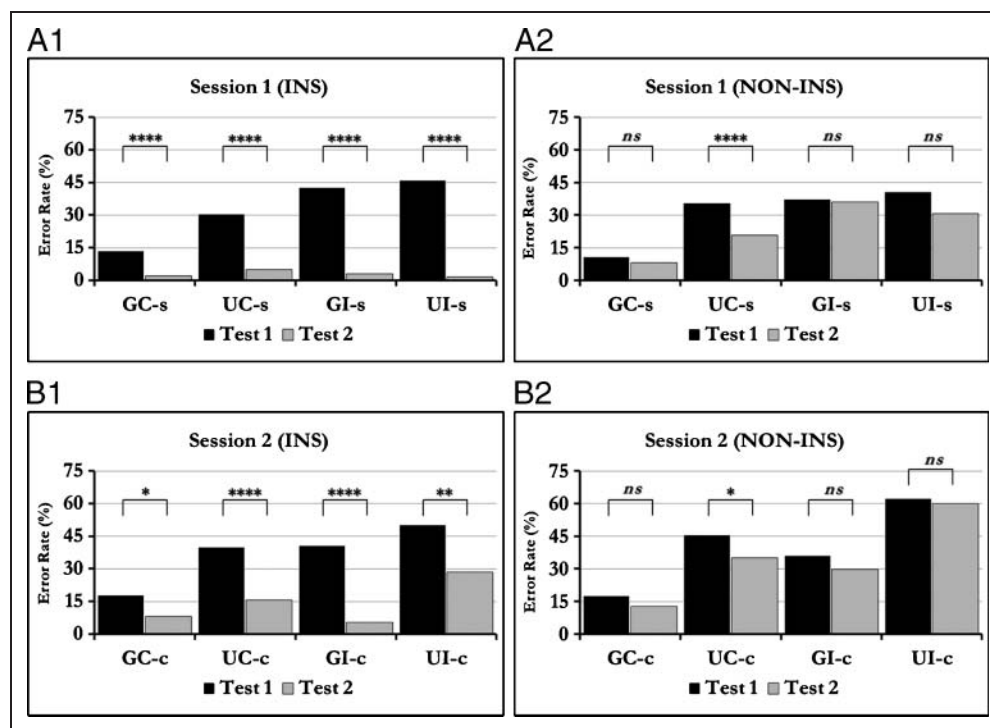 A1
Session 1 (INS)
Error Rate (%)
75
60
45
30
15
0
**** **** **** ****
GC-s UC-s GI-s UI-s
Test 1 Test 2
A2
Session 1 (NON-INS)
Error Rate (%)
75
60
45
30
15
0
ns **** ns ns
GC-s UC-s GI-s UI-s
Test 1 Test 2
B1
Session 2 (INS)
Error Rate (%)
75
60
45
30
15
0
* **** **** **
GC-c UC-c GI-c UI-c
Test 1 Test 2
B2
Session 2 (NON-INS)
Error Rate (%)
75
60
45
30
15
0
ns * ns ns
GC-c UC-c GI-c UI-c
Test 1 Test 2